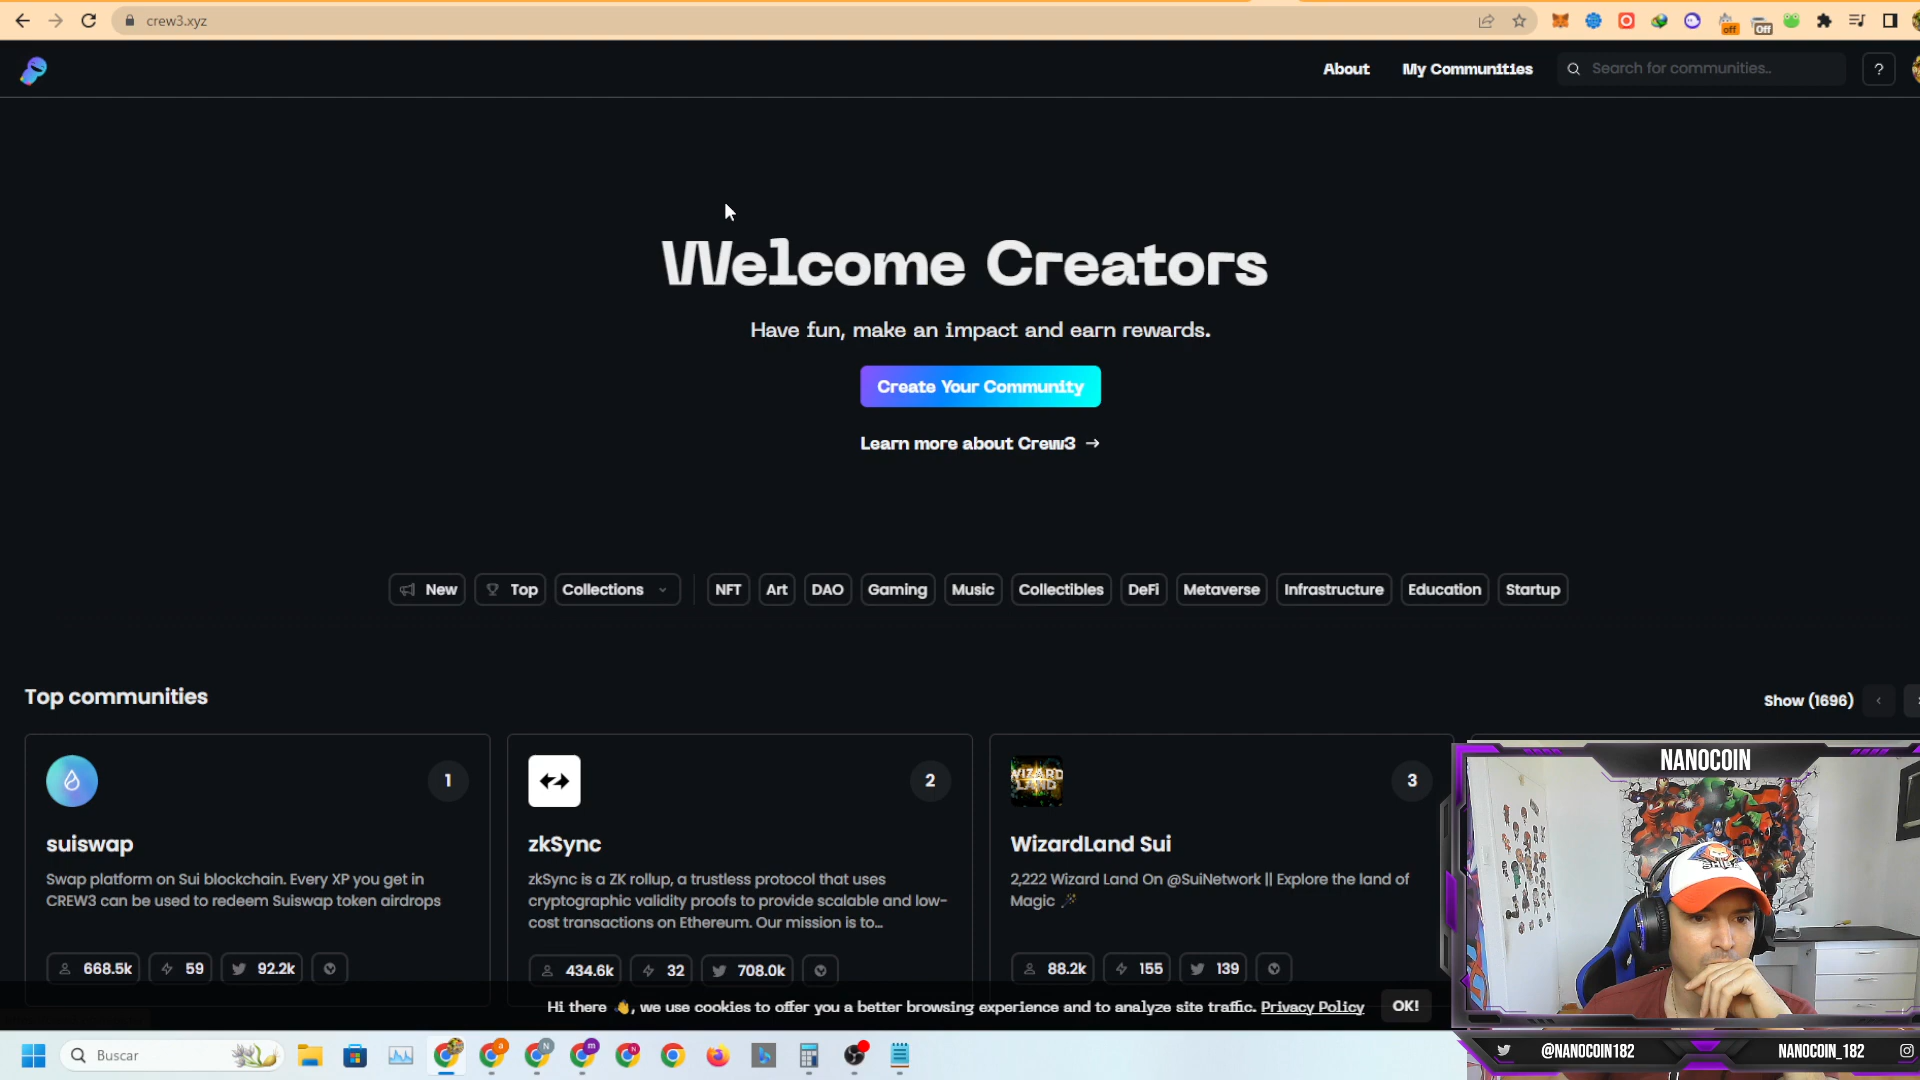 crew3.xyz
off
Off
About
My Communities
Search for communities..
?
Welcome Creators
Have fun, make an impact and earn rewards.
Create Your Community
Learn more about Crew3 →
New
Top
Collections
NFT
Art
DAO
Gaming
Music
Collectibles
DeFi
Metaverse
Infrastructure
Education
Startup
Top communities
Show (1696)
1
suiswap
Swap platform on Sui blockchain. Every XP you get in
CREW3 can be used to redeem Suiswap token airdrops
668.5k
59
92.2k
2
zkSync
zkSync is a ZK rollup, a trustless protocol that uses
cryptographic validity proofs to provide scalable and low-
cost transactions on Ethereum. Our mission is to...
434.6k
32
708.0k
WIZARD
LAND
3
WizardLand Sui
2,222 Wizard Land On @SuiNetwork || Explore the land of
Magic
88.2k
155
139
Hi there 👋, we use cookies to offer you a better browsing experience and to analyze site traffic. Privacy Policy
OK!
NANOCOIN
Buscar
@NANOCOIN182
NANOCOIN_182